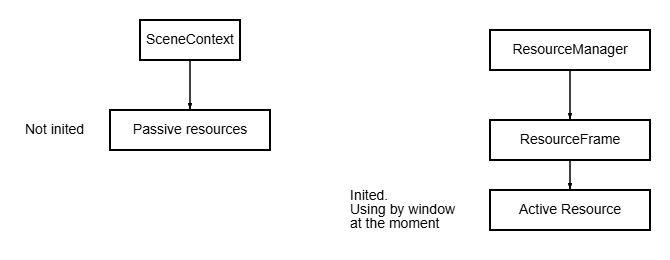 SceneContext
Not inited
Passive resources
ResourceManager
ResourceFrame
Inited.
Using by window
at the moment
Active Resource